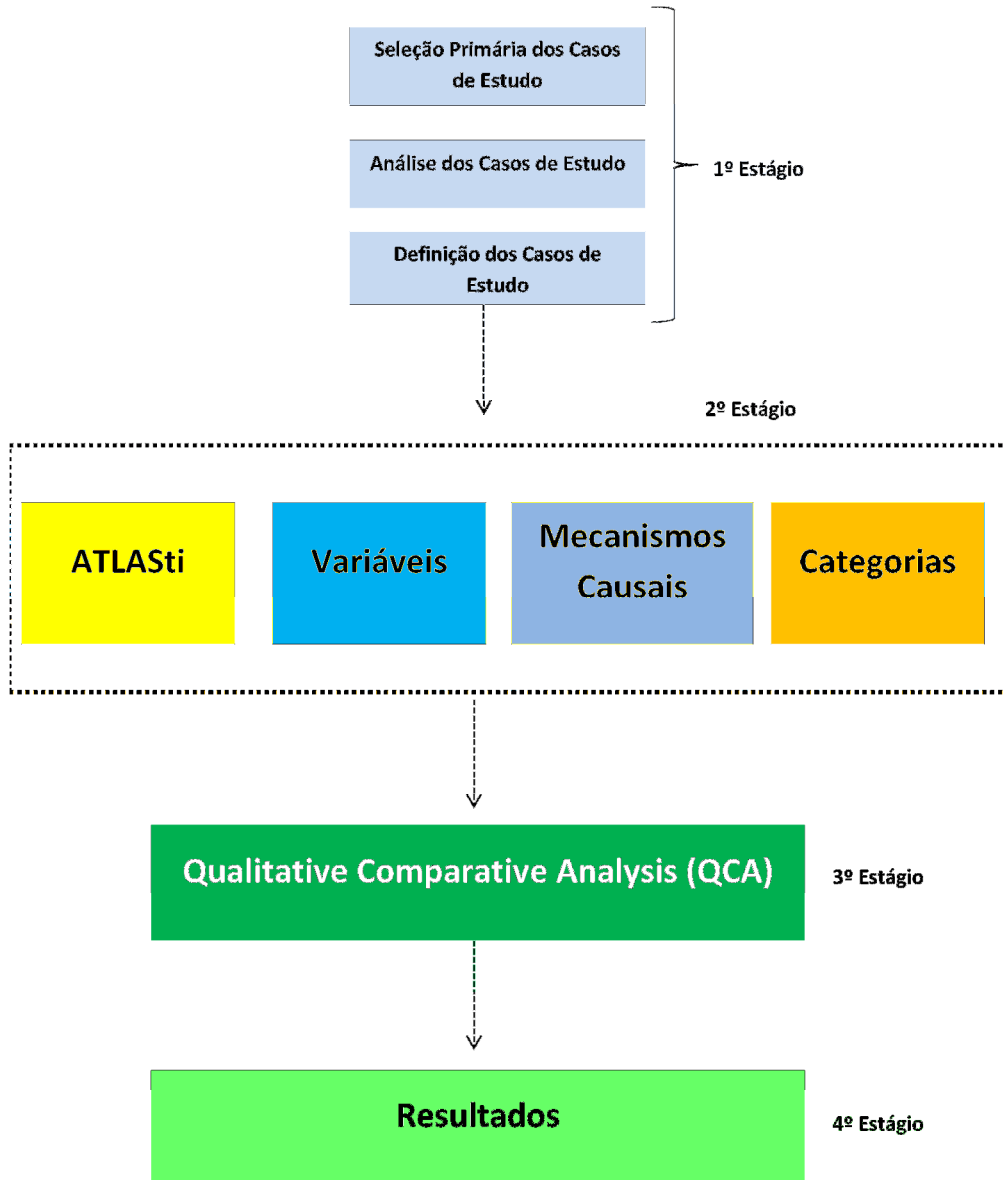 Seleção Primária dos Casos
de Estudo
Análise dos Casos de Estudo
1º Estágio
Definição dos Casos de
Estudo
2º Estágio
ATLASti
Variáveis
Mecanismos
Causais
Categorias
Qualitative Comparative Analysis (QCA)
3º Estágio
Resultados
4º Estágio